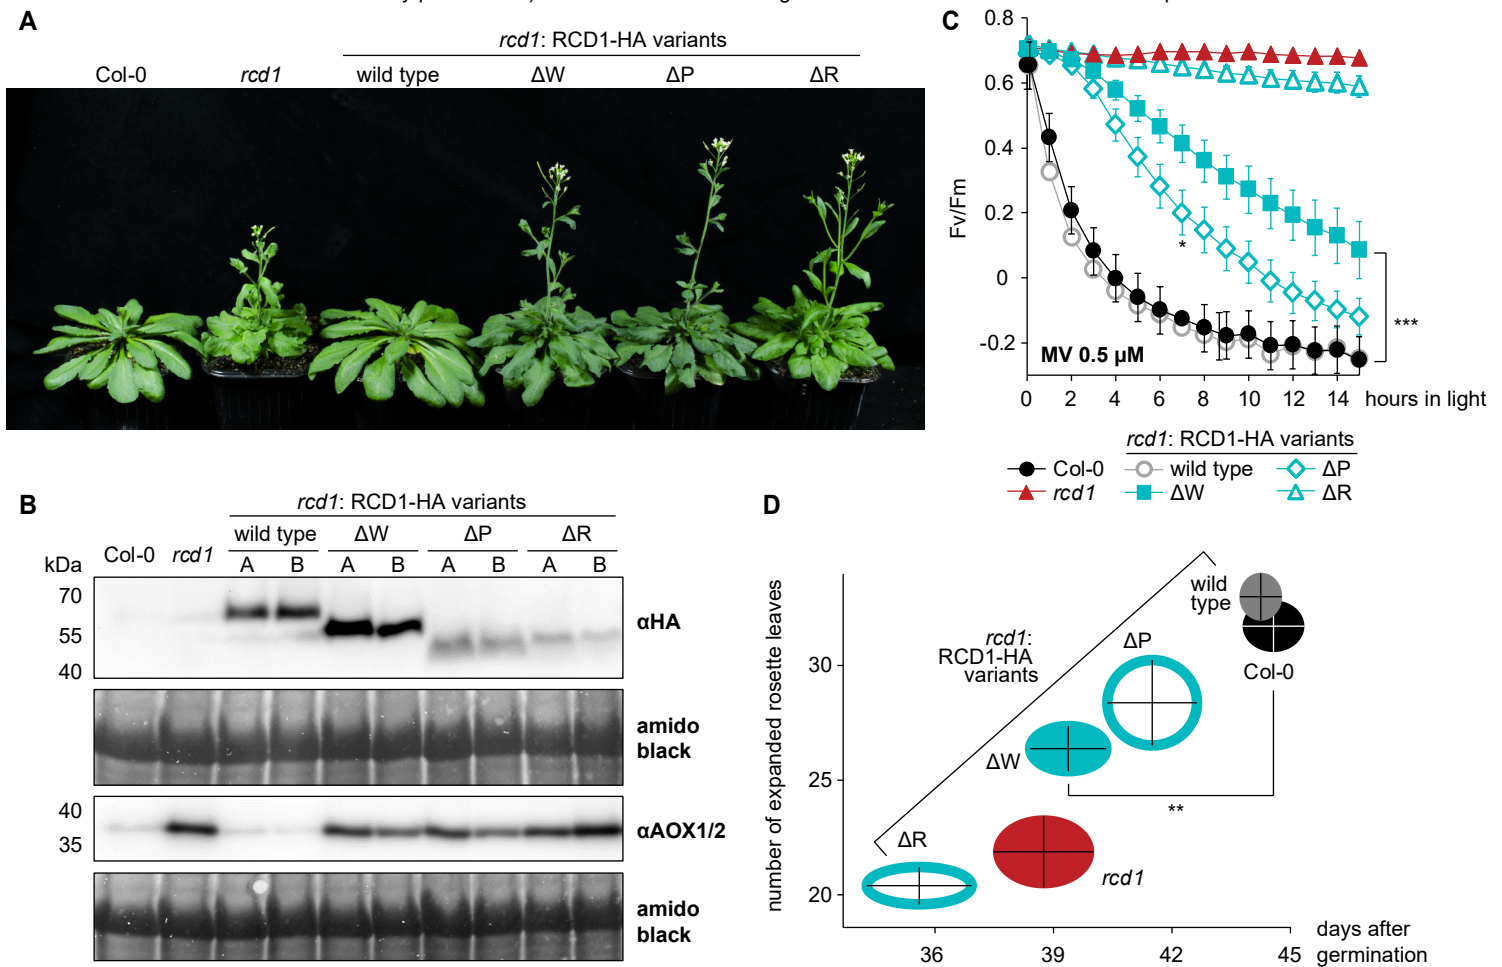 A
rcd1: RCD1-HA variants
Col-0 rcd1 wild type ΔW ΔP ΔR
C
0.8
0.6
0.4
0.2
0
-0.2
Fv/Fm
*
***
MV 0.5 µM
0 2 4 6 8 10 12 14 hours in light
rcd1: RCD1-HA variants
Col-0 wild type ΔP
rcd1 ΔW ΔR
B
rcd1: RCD1-HA variants
Col-0 rcd1 wild type ΔW ΔP ΔR
kDa A B A B A B A B
70
55
40
αHA
amido
black
40
35
αAOX1/2
amido
black
D
number of expanded rosette leaves
30
25
20
wild
type
Col-0
rcd1:
RCD1-HA
variants
ΔP
ΔW
**
ΔR
rcd1
36 39 42 45
days after
germination